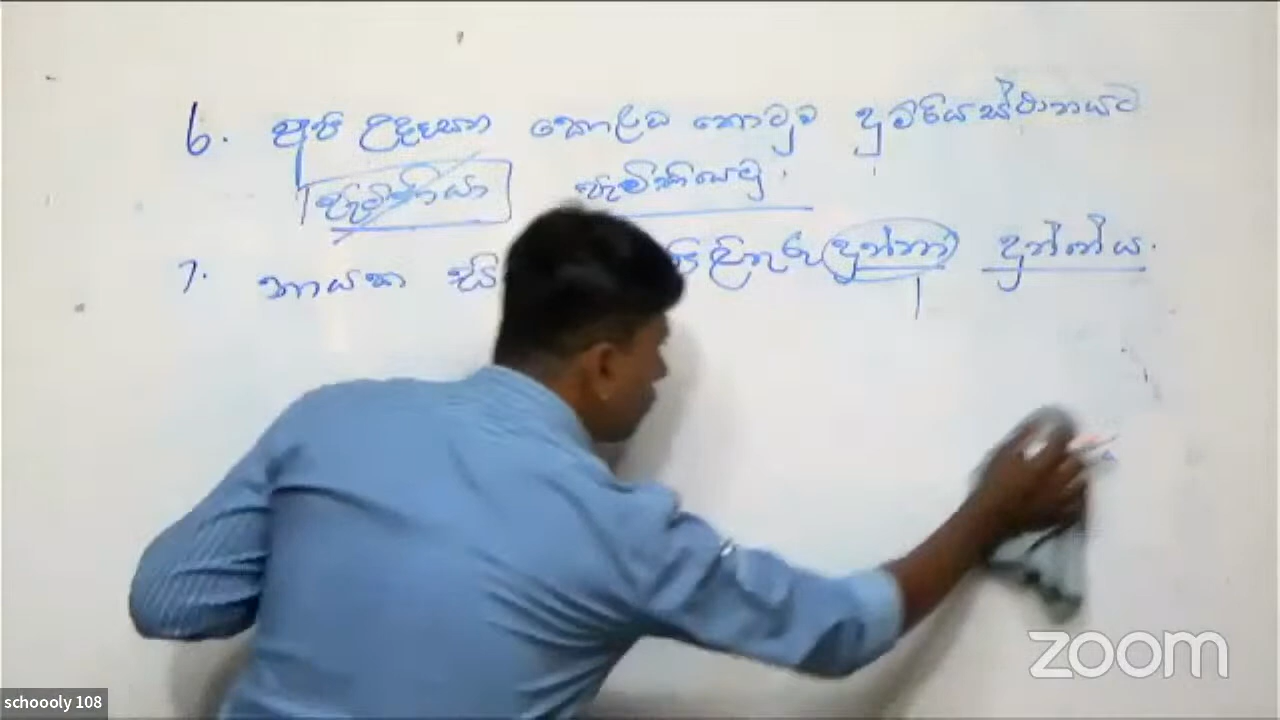 6. අපි උදෑසන කොළඹ කොටුව දුම්රියස්ථානයට
පැමිණියා පැමිණියෙමු.
7. නායක පිළිතුරු දුන්නා දුන්නේය.
zoom
schoooly 108